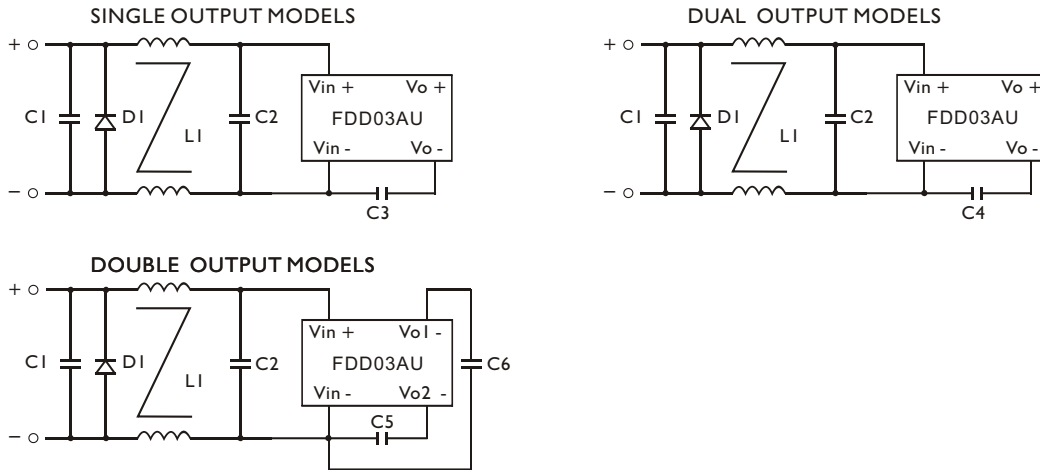 SINGLE OUTPUT MODELS
+
C1
D1
L1
C2
Vin +
Vo +
FDD03AU
Vin -
Vo -
−
C3
DUAL OUTPUT MODELS
+
C1
D1
L1
C2
Vin +
Vo +
FDD03AU
Vin -
Vo -
−
C4
DOUBLE OUTPUT MODELS
+
C1
D1
L1
C2
Vin +
Vo1 -
FDD03AU
Vin -
Vo2 -
C6
C5
−